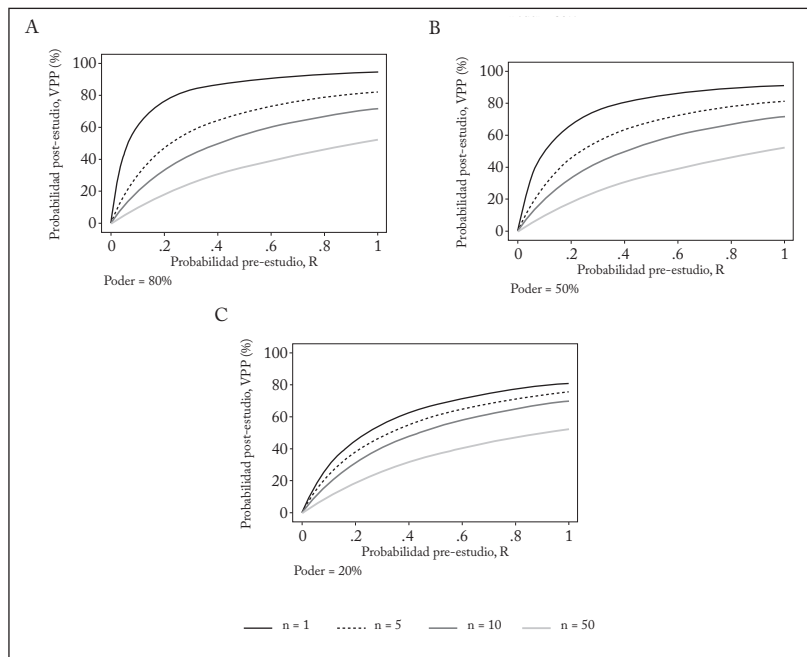 A
Probabilidad post-estudio, VPP (%)
100
80
60
40
20
0
0 .2 .4 .6 .8 1
Probabilidad pre-estudio, R
Poder = 80%
B
Probabilidad post-estudio, VPP (%)
100
80
60
40
20
0
0 .2 .4 .6 .8 1
Probabilidad pre-estudio, R
Poder = 50%
C
Probabilidad post-estudio, VPP (%)
100
80
60
40
20
0
0 .2 .4 .6 .8 1
Probabilidad pre-estudio, R
Poder = 20%
n = 1 n = 5 n = 10 n = 50